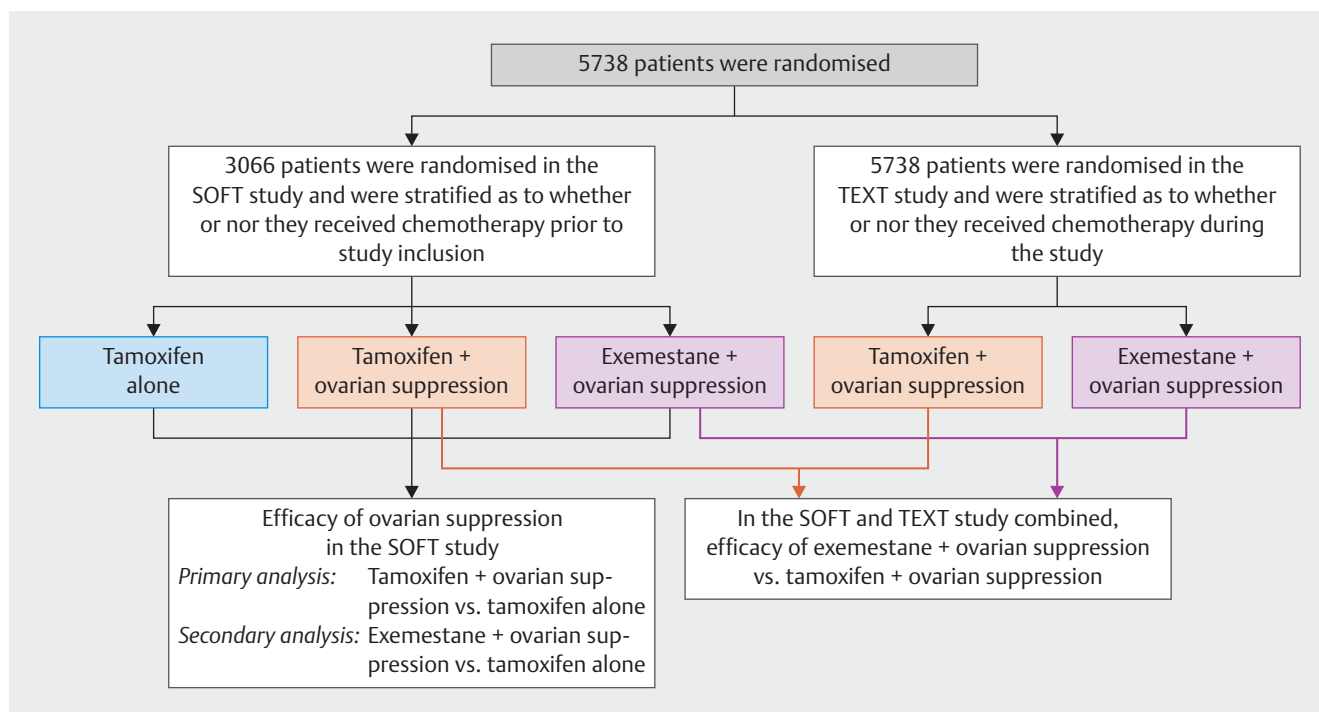 5738 patients were randomised
3066 patients were randomised in the
SOFT study and were stratified as to whether
or nor they received chemotherapy prior to
study inclusion
5738 patients were randomised in the
TEXT study and were stratified as to whether
or nor they received chemotherapy during
the study
Tamoxifen
alone
Tamoxifen +
ovarian suppression
Exemestane +
ovarian suppression
Tamoxifen +
ovarian suppression
Exemestane +
ovarian suppression
Efficacy of ovarian suppression
in the SOFT study
Primary analysis: Tamoxifen + ovarian sup-
pression vs. tamoxifen alone
Secondary analysis: Exemestane + ovarian sup-
pression vs. tamoxifen alone
In the SOFT and TEXT study combined,
efficacy of exemestane + ovarian suppression
vs. tamoxifen + ovarian suppression